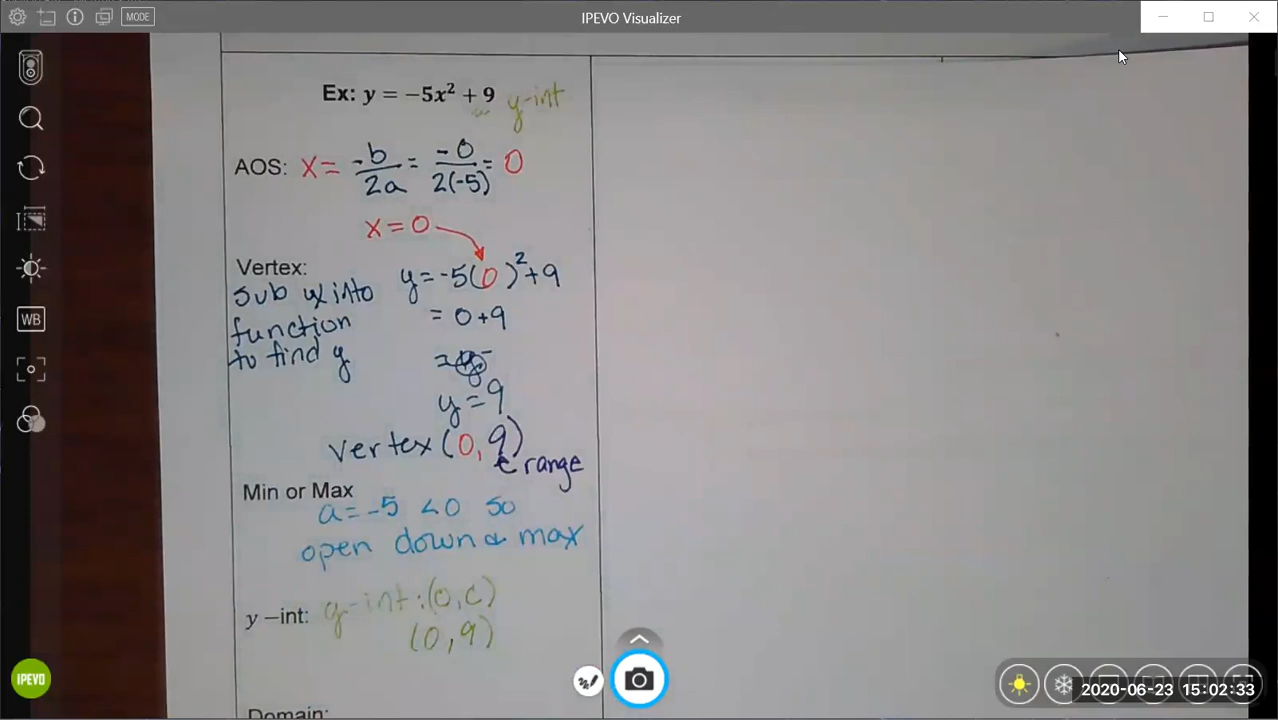 IPEVO Visualizer
MODE
Ex: y = −5x² + 9 y-int
AOS: x = -b/2a = -0/2(-5) = 0
x = 0
Vertex:
sub x into
function
to find y
y = -5(0)² + 9
= 0 + 9
y = 9
vertex (0, 9)
range
Min or Max
a = -5 < 0 so
open down & max
y −int: y-int: (0, c)
(0, 9)
Domain:
WB
IPEVO
2020-06-23 15:02:33